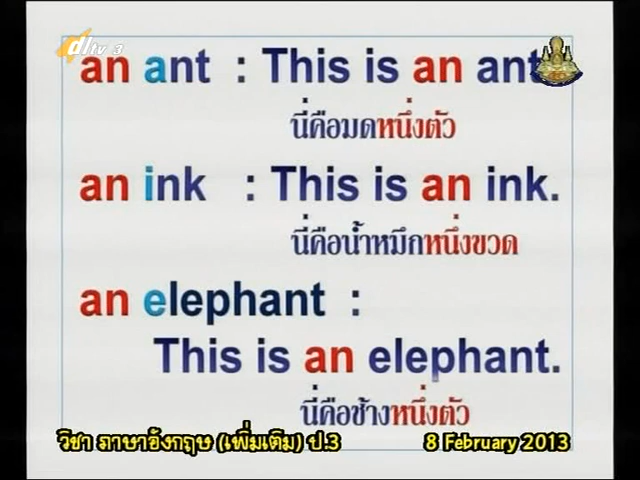 dltv 3
an ant : This is an ant
นี่คือมดหนึ่งตัว
an ink : This is an ink.
นี่คือน้ำหมึกหนึ่งขวด
an elephant :
This is an elephant.
นี่คือช้างหนึ่งตัว
วิชา ภาษาอังกฤษ (เพิ่มเติม) ป.3 8 February 2013